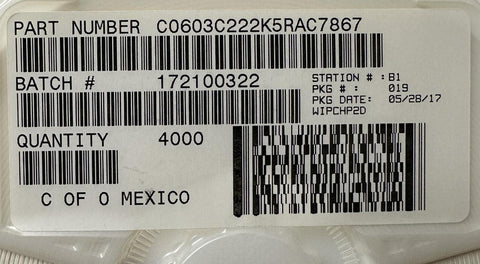 PART NUMBER C0603C222K5RAC7867
BATCH # 172100322
STATION # : B1
PKG # : 019
PKG DATE: 05/28/17
WIPCHP2D
QUANTITY 4000
C OF O MEXICO